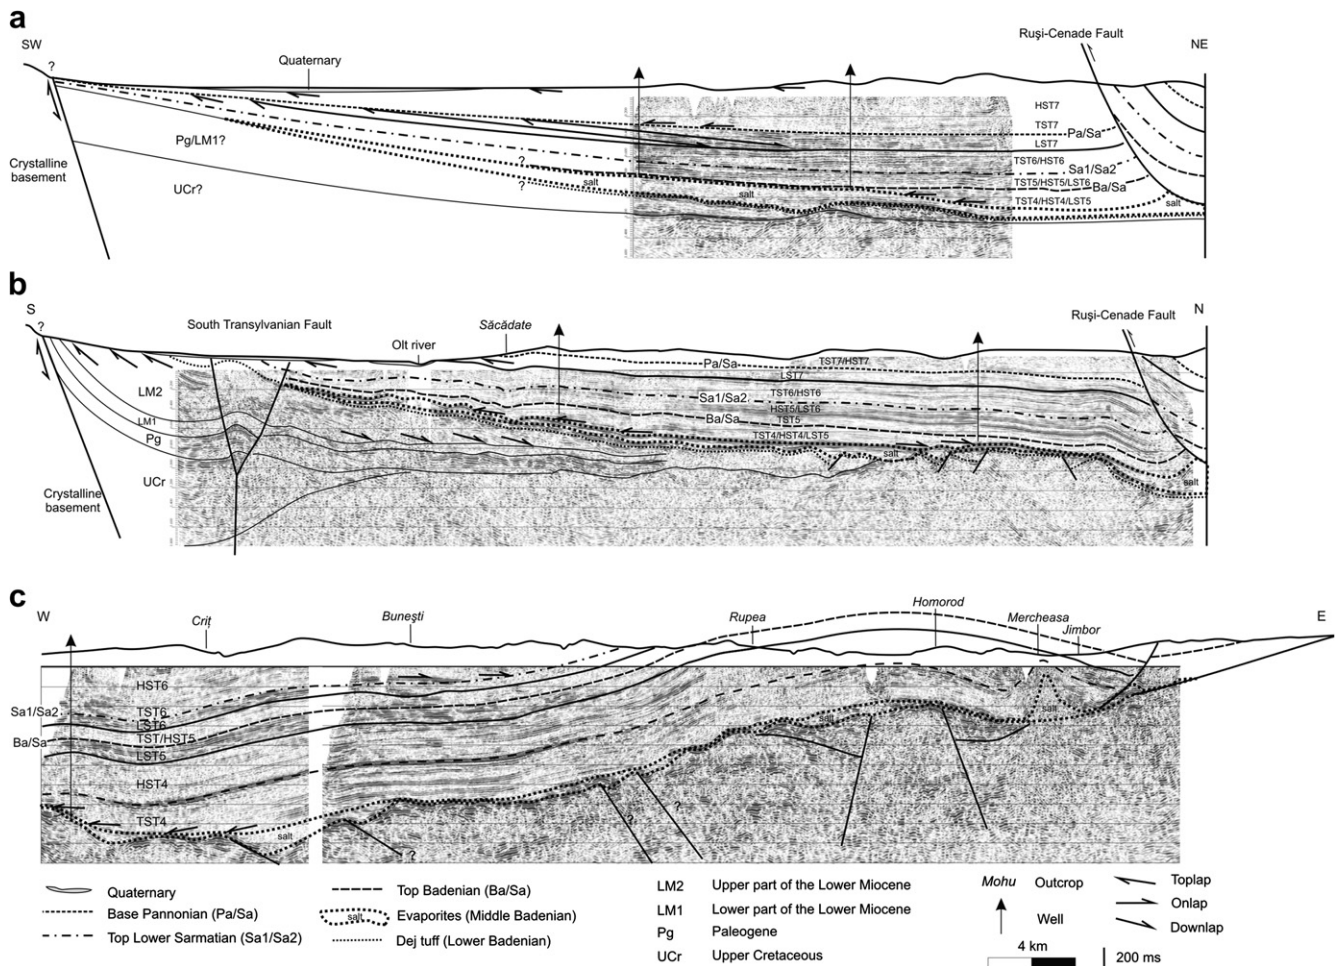 a
SW
?
Quaternary
Ruşi-Cenade Fault
NE
HST7
TST7
Pa/Sa
LST7
Pg/LM1?
TST6/HST6
Sa1/Sa2
Crystalline
basement
?
salt
TST5/HST5/LST6
Ba/Sa
UCr?
?
salt
TST4/HST4/LST5
salt
b
S
?
South Transylvanian Fault
Olt river
Săcădate
Ruşi-Cenade Fault
N
Pa/Sa
TST7/HST7
LST7
LM2
TST6/HST6
Sa1/Sa2
HST5/LST6
LM1
Ba/Sa
TST5
Pg
TST4/HST4/LST5
salt
UCr
salt
Crystalline
basement
c
W
Criţ
Buneşti
Rupea
Homorod
Mercheasa
Jimbor
E
HST6
Sa1/Sa2
TST6
LST6
Ba/Sa
TST/HST5
LST5
salt
salt
HST4
TST4
salt
?
?
?
Quaternary
Base Pannonian (Pa/Sa)
Top Lower Sarmatian (Sa1/Sa2)
Top Badenian (Ba/Sa)
salt
Evaporites (Middle Badenian)
Dej tuff (Lower Badenian)
LM2 Upper part of the Lower Miocene
LM1 Lower part of the Lower Miocene
Pg Paleogene
UCr Upper Cretaceous
Mohu Outcrop
Well
4 km
Toplap
Onlap
Downlap
200 ms